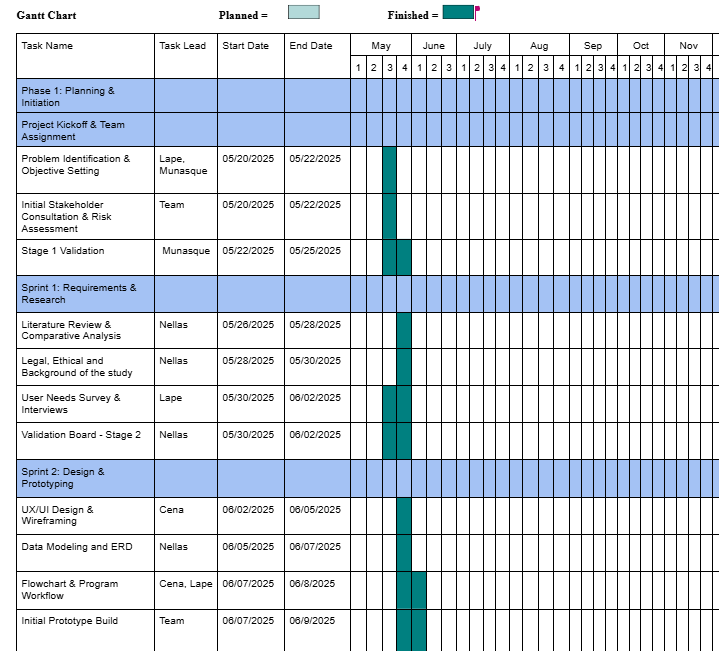 Gantt Chart Planned = Finished =
Task Name Task Lead Start Date End Date May June July Aug Sep Oct Nov
1 2 3 4 1 2 3 1 2 3 4 1 2 3 4 1 2 3 4 1 2 3 4 1 2 3 4
Phase 1: Planning &
Initiation
Project Kickoff & Team
Assignment
Problem Identification & Lape, 05/20/2025 05/22/2025
Objective Setting Munasque
Initial Stakeholder Team 05/20/2025 05/22/2025
Consultation & Risk
Assessment
Stage 1 Validation Munasque 05/22/2025 05/25/2025
Sprint 1: Requirements &
Research
Literature Review & Nellas 05/26/2025 05/28/2025
Comparative Analysis
Legal, Ethical and Nellas 05/28/2025 05/30/2025
Background of the study
User Needs Survey & Lape 05/30/2025 06/02/2025
Interviews
Validation Board - Stage 2 Nellas 05/30/2025 06/02/2025
Sprint 2: Design &
Prototyping
UX/UI Design & Cena 06/02/2025 06/05/2025
Wireframing
Data Modeling and ERD Nellas 06/05/2025 06/07/2025
Flowchart & Program Cena, Lape 06/07/2025 06/8/2025
Workflow
Initial Prototype Build Team 06/07/2025 06/9/2025